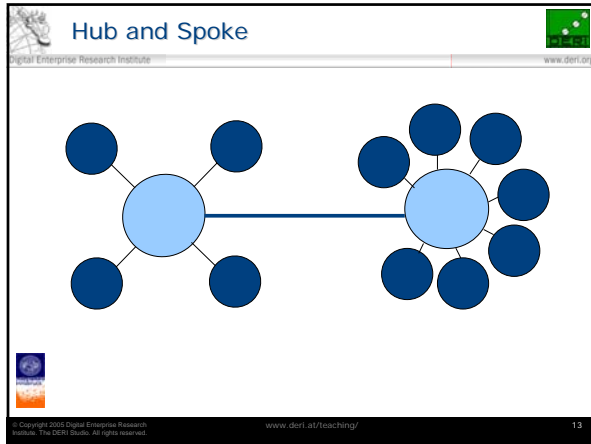 Hub and Spoke
DERI
Digital Enterprise Research Institute
www.deri.org
© Copyright 2005 Digital Enterprise Research
Institute. The DERI Studio. All rights reserved.
www.deri.at/teaching/
13